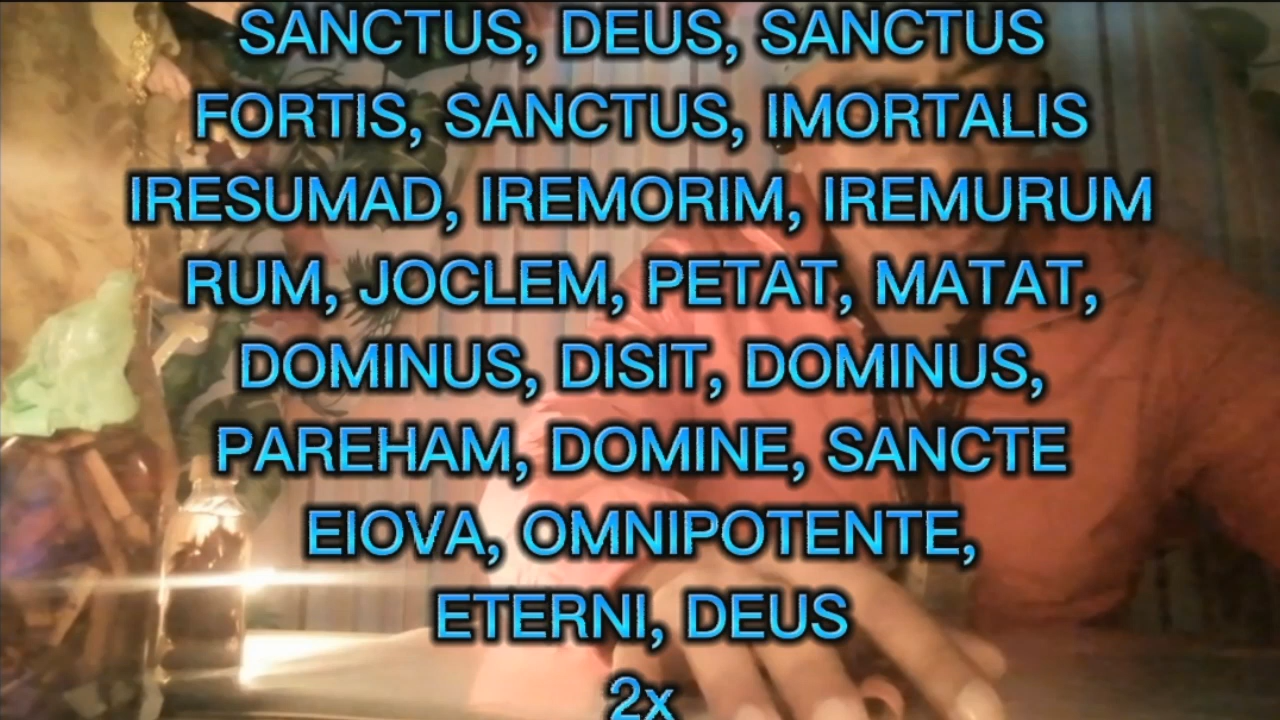 SANCTUS, DEUS, SANCTUS
FORTIS, SANCTUS, IMORTALIS
IRESUMAD, IREMORIM, IREMURUM
RUM, JOCLEM, PETAT, MATAT,
DOMINUS, DISIT, DOMINUS,
PAREHAM, DOMINE, SANCTE
EIOVA, OMNIPOTENTE,
ETERNI, DEUS
2x